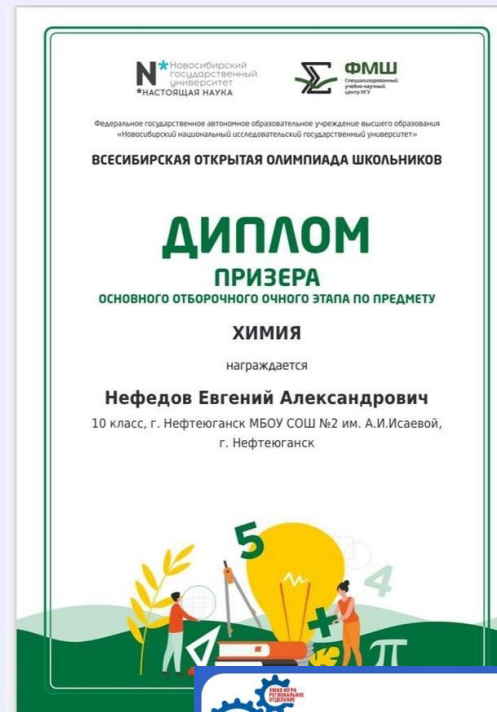 Новосибирский
государственный
университет
*НАСТОЯЩАЯ НАУКА
ФМШ
Специализированный
учебно-научный
центр НГУ
Федеральное государственное автономное образовательное учреждение высшего образования
«Новосибирский национальный исследовательский государственный университет»
ВСЕСИБИРСКАЯ ОТКРЫТАЯ ОЛИМПИАДА ШКОЛЬНИКОВ
ДИПЛОМ
ПРИЗЕРА
ОСНОВНОГО ОТБОРОЧНОГО ОЧНОГО ЭТАПА ПО ПРЕДМЕТУ
ХИМИЯ
награждается
Нефедов Евгений Александрович
10 класс, г. Нефтеюганск МБОУ СОШ №2 им. А.И.Исаевой,
г. Нефтеюганск
5
4
+
π
РЕГИОНАЛЬНОЕ
ОТДЕЛЕНИЕ